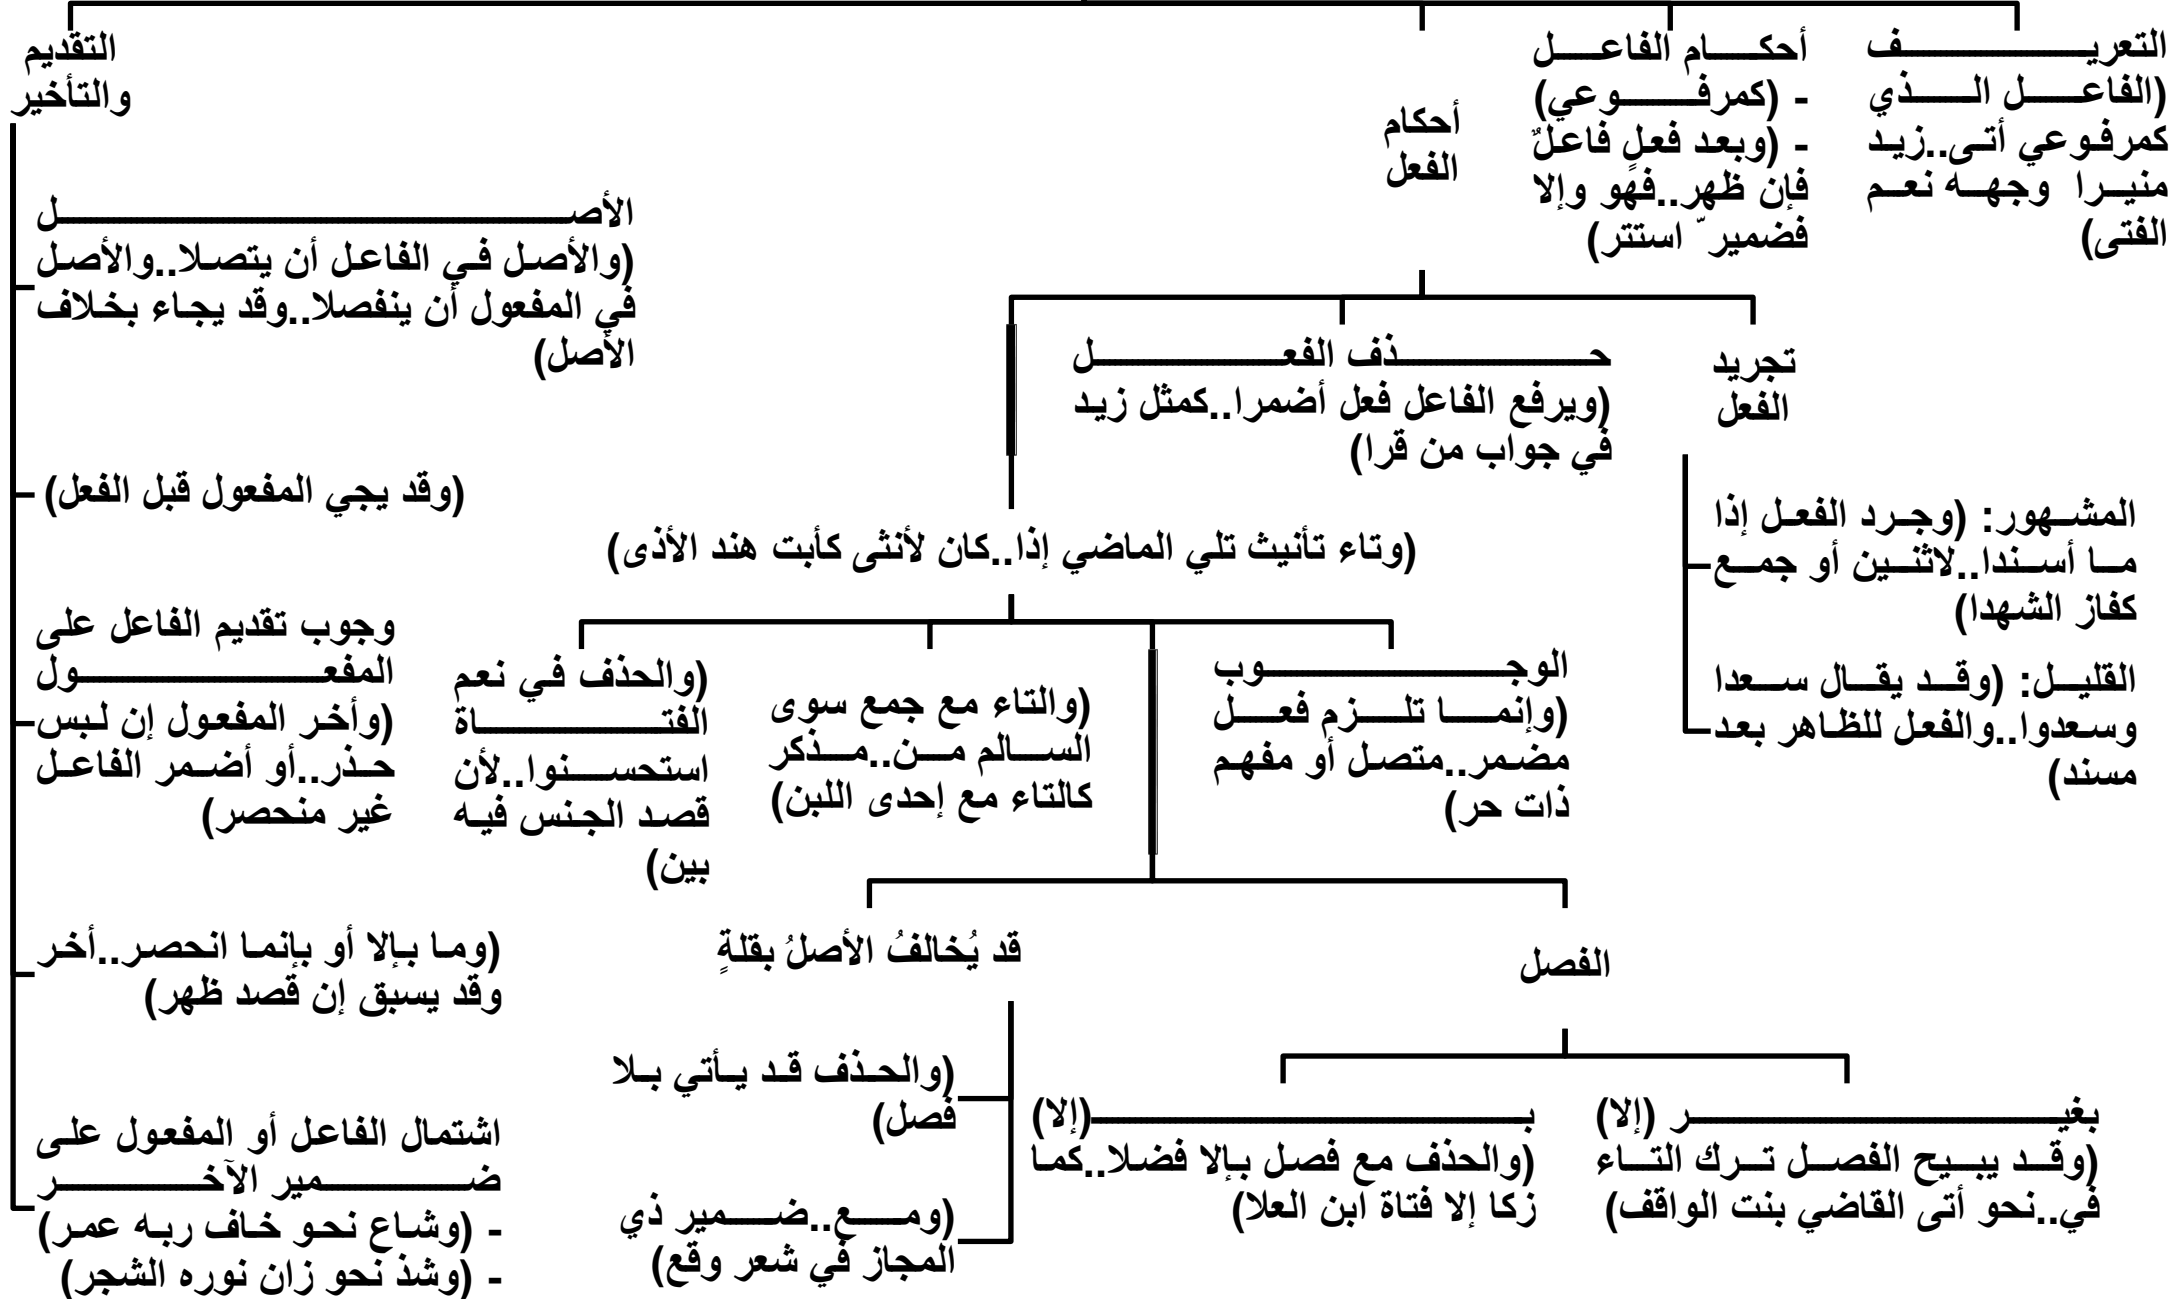 التعريف
(الفاعل الذي
كمرفوعي أتى..زيد
منيرا وجهه نعم
الفتى)
أحكام الفاعل
- (كمرفوعي)
- (وبعد فعلٍ فاعلٌ
فإن ظهر..فهو وإلا
فضميرّ استتر)
أحكام
الفعل
تجريد
الفعل
المشهور: (وجرد الفعل إذا
ما أسندا..لاثنين أو جمع
كفاز الشهدا)
القليل: (وقد يقال سعدا
وسعدوا..والفعل للظاهر بعد
مسند)
حذف الفعل
(ويرفع الفاعل فعل أضمرا..كمثل زيد
في جواب من قرا)
(وتاء تأنيث تلي الماضي إذا..كان لأنثى كأبت هند الأذى)
الوجوب
(وإنما تلزم فعل
مضمر..متصل أو مفهم
ذات حر)
الفصل
بغير (إلا)
(وقد يبيح الفصل ترك التاء
في..نحو أتى القاضي بنت الواقف)
بـ(إلا)
(والحذف مع فصل بإلا فضلا..كما
زكا إلا فتاة ابن العلا)
قد يُخالفُ الأصلُ بقلةٍ
(والحذف قد يأتي بلا
فصل)
(ومع..ضمير ذي
المجاز في شعر وقع)
(والتاء مع جمع سوى
السالم من..مذكر
كالتاء مع إحدى اللبن)
(والحذف في نعم
الفتاة
استحسنوا..لأن
قصد الجنس فيه
بين)
التقديم
والتأخير
الأصل
(والأصل في الفاعل أن يتصلا..والأصل
في المفعول أن ينفصلا..وقد يجاء بخلاف
الأصل)
(وقد يجي المفعول قبل الفعل)
وجوب تقديم الفاعل على
المفعول
(وأخر المفعول إن لبس
حذر..أو أضمر الفاعل
غير منحصر)
(وما بإلا أو بإنما انحصر..أخر
وقد يسبق إن قصد ظهر)
اشتمال الفاعل أو المفعول على
ضمير الآخر
- (وشاع نحو خاف ربه عمر)
- (وشذ نحو زان نوره الشجر)